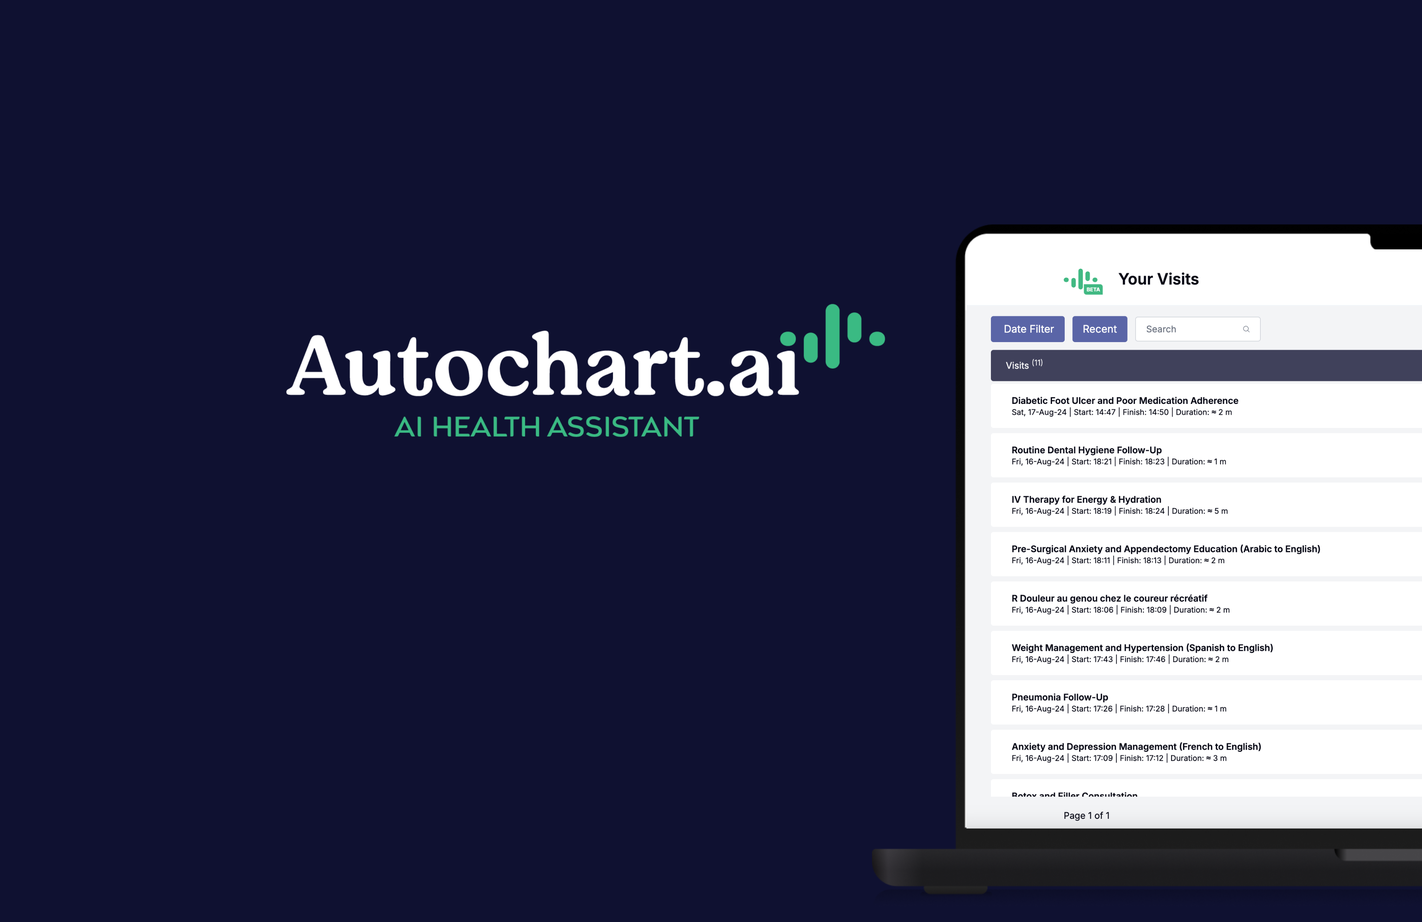 Autochart.ai
AI HEALTH ASSISTANT
BETA
Your Visits
Date Filter
Recent
Search
Visits (11)
Diabetic Foot Ulcer and Poor Medication Adherence
Sat, 17-Aug-24 | Start: 14:47 | Finish: 14:50 | Duration: ≈ 2 m
Routine Dental Hygiene Follow-Up
Fri, 16-Aug-24 | Start: 18:21 | Finish: 18:23 | Duration: ≈ 1 m
IV Therapy for Energy & Hydration
Fri, 16-Aug-24 | Start: 18:19 | Finish: 18:24 | Duration: ≈ 5 m
Pre-Surgical Anxiety and Appendectomy Education (Arabic to English)
Fri, 16-Aug-24 | Start: 18:11 | Finish: 18:13 | Duration: ≈ 2 m
R Douleur au genou chez le coureur récréatif
Fri, 16-Aug-24 | Start: 18:06 | Finish: 18:09 | Duration: ≈ 2 m
Weight Management and Hypertension (Spanish to English)
Fri, 16-Aug-24 | Start: 17:43 | Finish: 17:46 | Duration: ≈ 2 m
Pneumonia Follow-Up
Fri, 16-Aug-24 | Start: 17:26 | Finish: 17:28 | Duration: ≈ 1 m
Anxiety and Depression Management (French to English)
Fri, 16-Aug-24 | Start: 17:09 | Finish: 17:12 | Duration: ≈ 3 m
Botox and Filler Consultation
Page 1 of 1